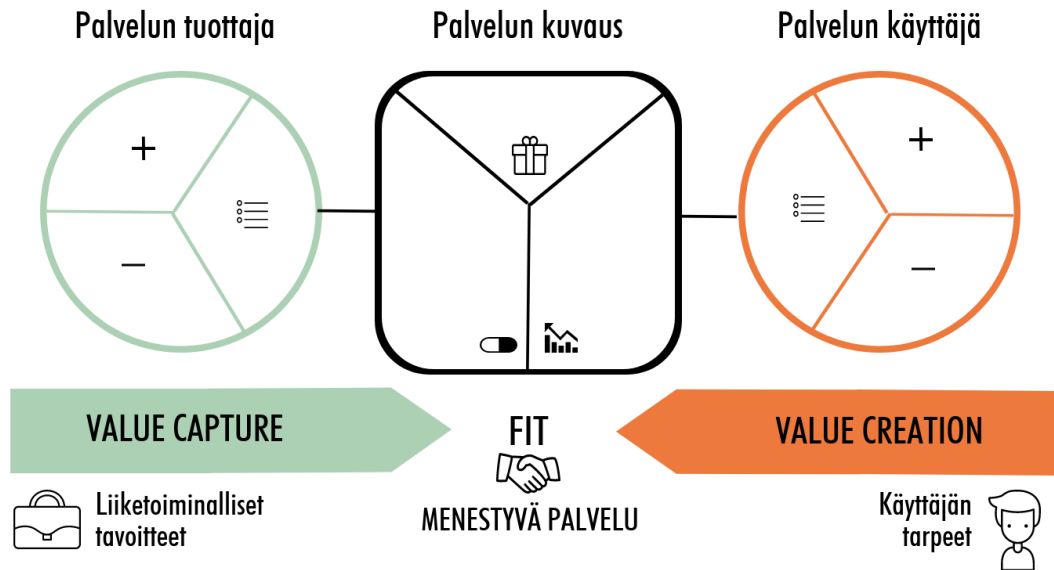 Palvelun tuottaja
Palvelun kuvaus
Palvelun käyttäjä
+
−
+
−
VALUE CAPTURE
FIT
VALUE CREATION
Liiketoiminalliset
tavoitteet
MENESTYVÄ PALVELU
Käyttäjän
tarpeet